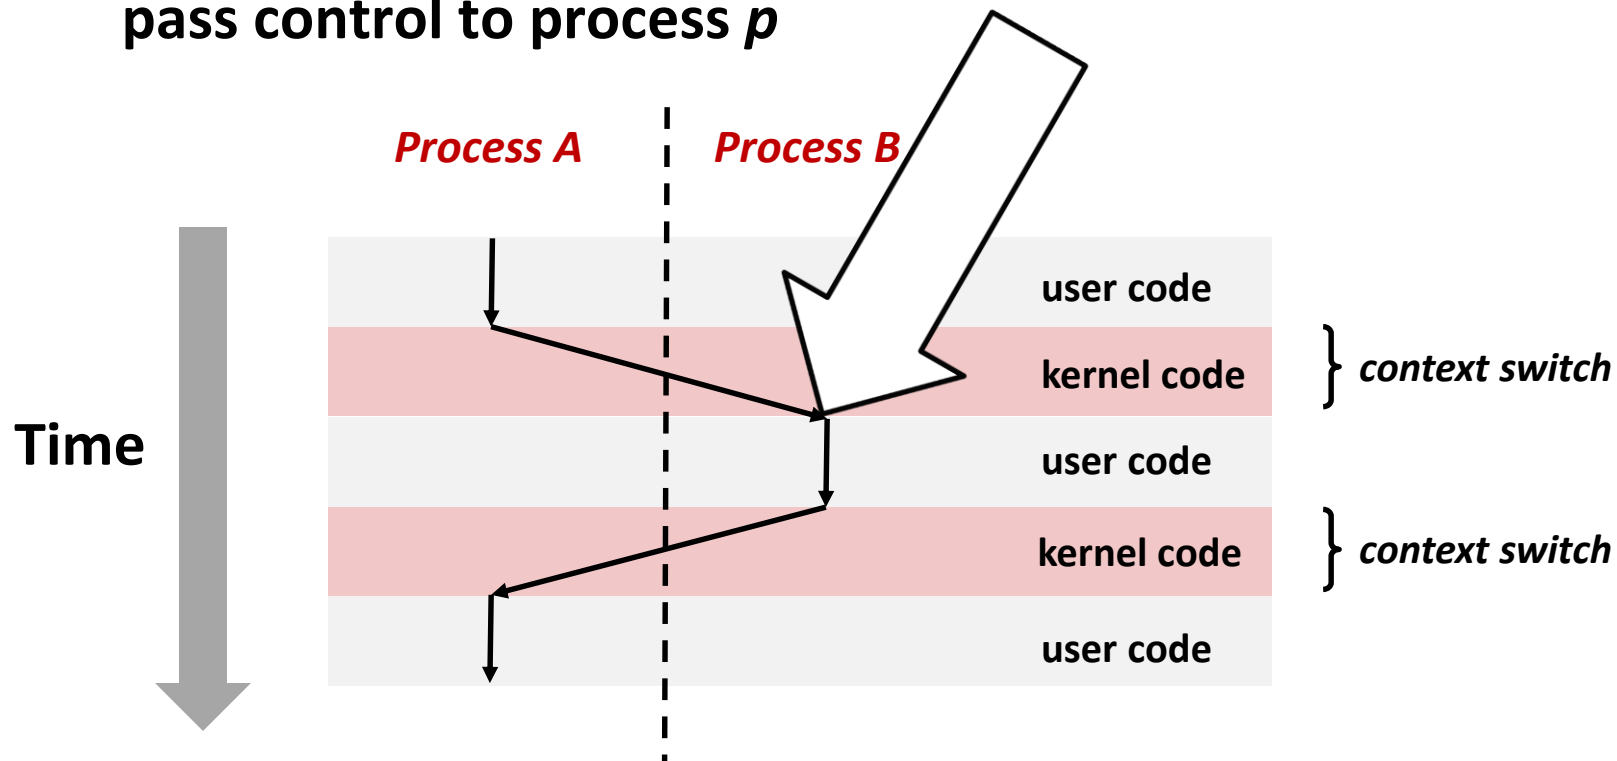 pass control to process p
Process A
Process B
user code
kernel code
context switch
Time
user code
kernel code
context switch
user code